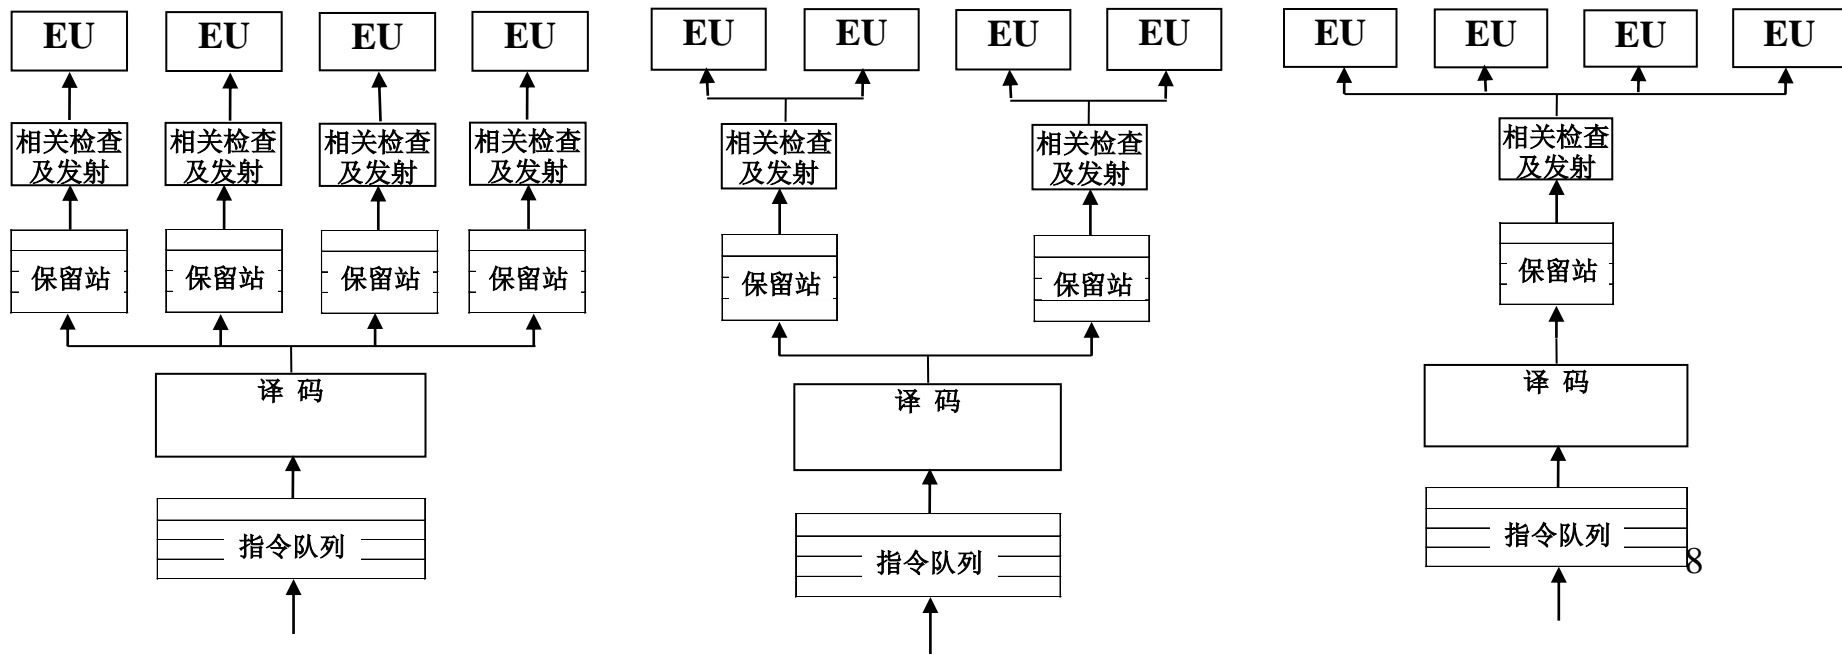 EU EU EU EU
相关检查 相关检查 相关检查 相关检查
及发射 及发射 及发射 及发射
保留站 保留站 保留站 保留站
译 码
指令队列
EU EU EU EU
相关检查 相关检查
及发射 及发射
保留站 保留站
译 码
指令队列
EU EU EU EU
相关检查
及发射
保留站
译 码
指令队列
8